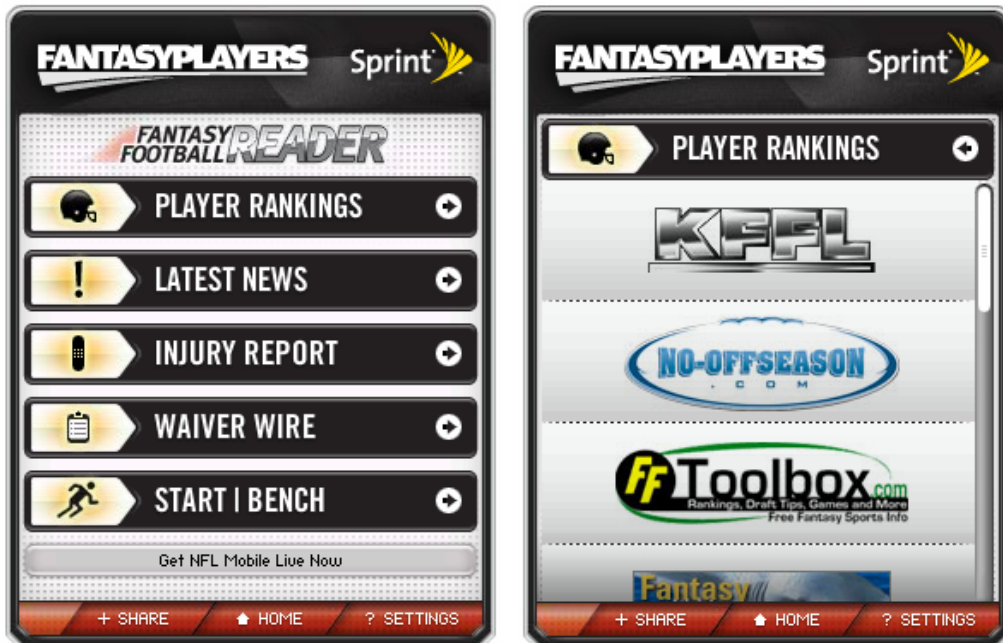 FANTASYPLAYERS Sprint
FANTASY FOOTBALL READER
PLAYER RANKINGS
LATEST NEWS
INJURY REPORT
WAIVER WIRE
START | BENCH
Get NFL Mobile Live Now
+ SHARE HOME ? SETTINGS
FANTASYPLAYERS Sprint
PLAYER RANKINGS
KFFL
NO-OFFSEASON
.COM
FF Toolbox.com
Rankings, Draft Tips, Games and More
Free Fantasy Sports Info
Fantasy
+ SHARE HOME ? SETTINGS